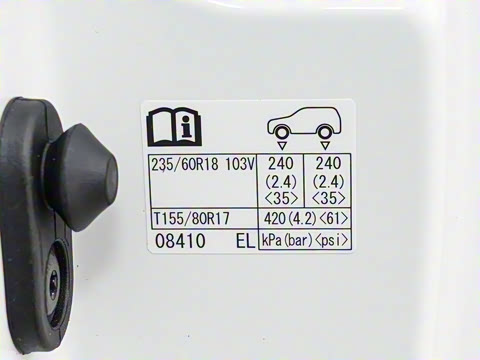 235/60R18 103V 240 240
(2.4) (2.4)
<35> <35>
T155/80R17 420(4.2)<61>
08410 EL kPa(bar)<psi>